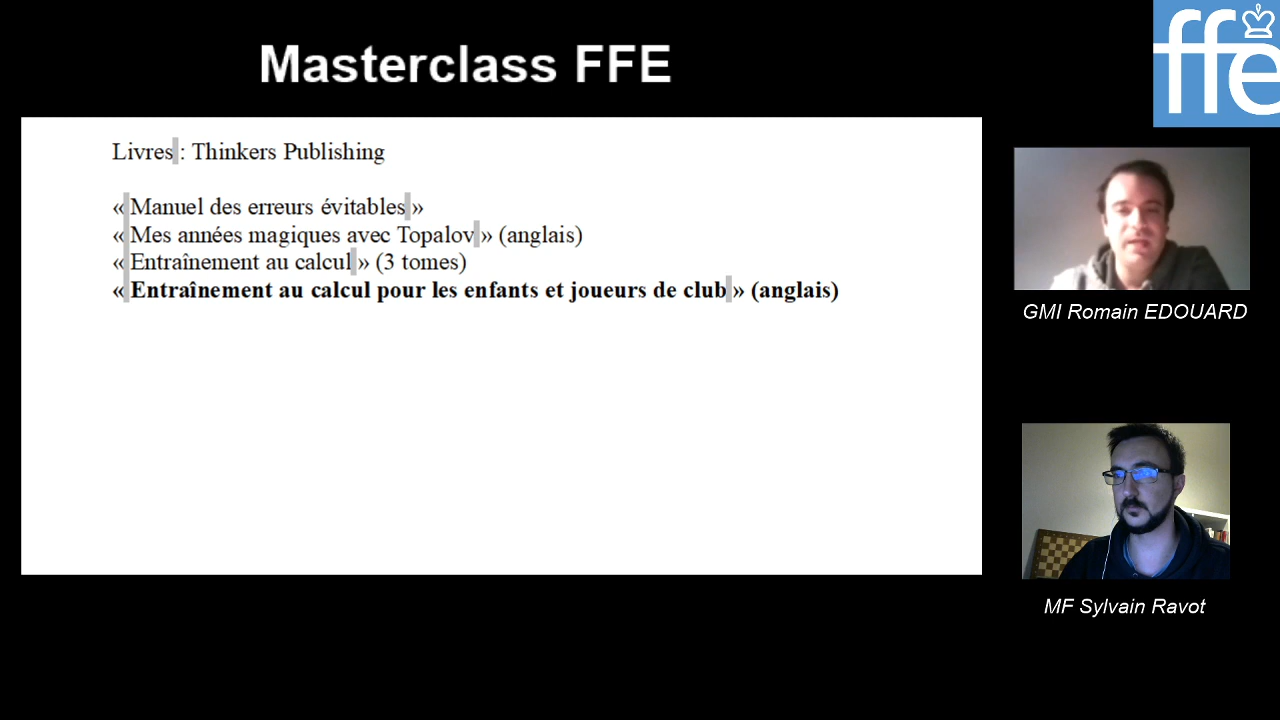 Masterclass FFE
ffe
Livres : Thinkers Publishing
« Manuel des erreurs évitables »
« Mes années magiques avec Topalov » (anglais)
« Entraînement au calcul » (3 tomes)
« Entraînement au calcul pour les enfants et joueurs de club » (anglais)
GMI Romain EDOUARD
MF Sylvain Ravot